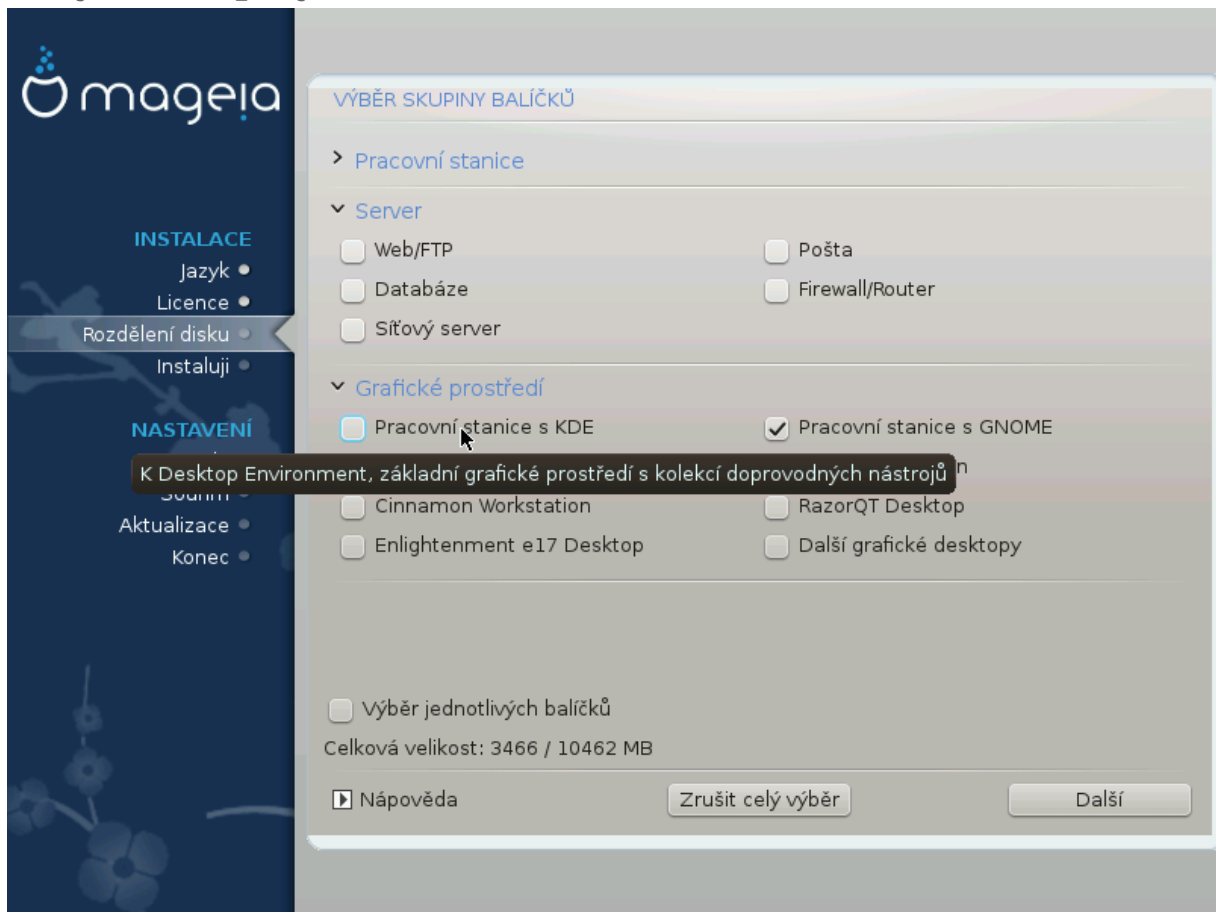 mageia
VÝBĚR SKUPINY BALÍČKŮ
Pracovní stanice
Server
Web/FTP
Pošta
Databáze
Firewall/Router
Síťový server
Grafické prostředí
Pracovní stanice s KDE
Pracovní stanice s GNOME
K Desktop Environment, základní grafické prostředí s kolekcí doprovodných nástrojů
Cinnamon Workstation
RazorQT Desktop
Enlightenment e17 Desktop
Další grafické desktopy
Výběr jednotlivých balíčků
Celková velikost: 3466 / 10462 MB
Nápověda
Zrušit celý výběr
Další
INSTALACE
Jazyk
Licence
Rozdělení disku
Instaluji
NASTAVENÍ
Aktualizace
Konec